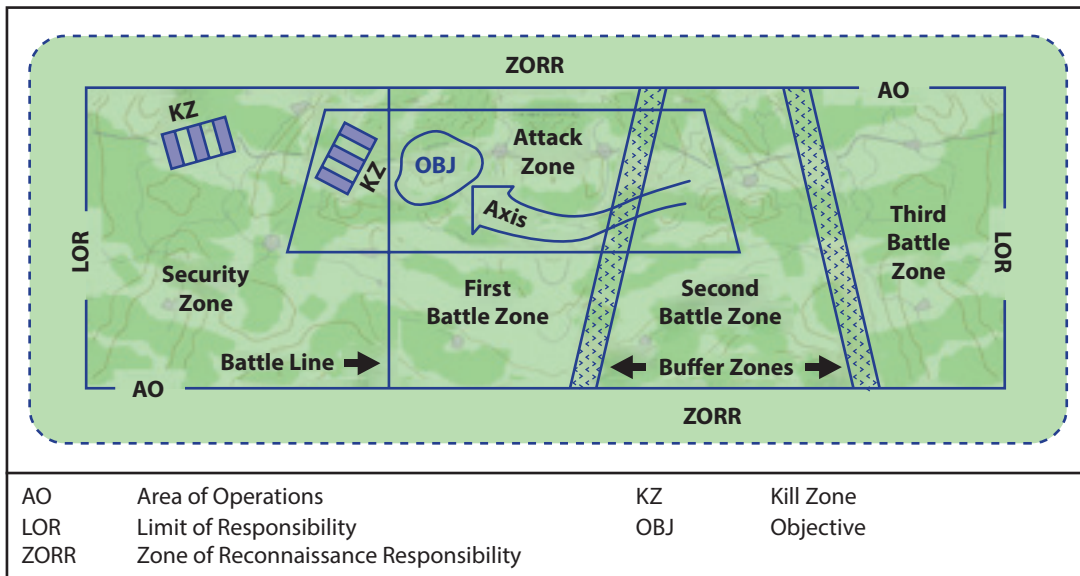 ZORR
AO
KZ
KZ
OBJ
Attack
Zone
Axis
LOR
Security
Zone
First
Battle Zone
Second
Battle Zone
Third
Battle
Zone
LOR
Battle Line
Buffer Zones
AO
ZORR
AO Area of Operations KZ Kill Zone
LOR Limit of Responsibility OBJ Objective
ZORR Zone of Reconnaissance Responsibility